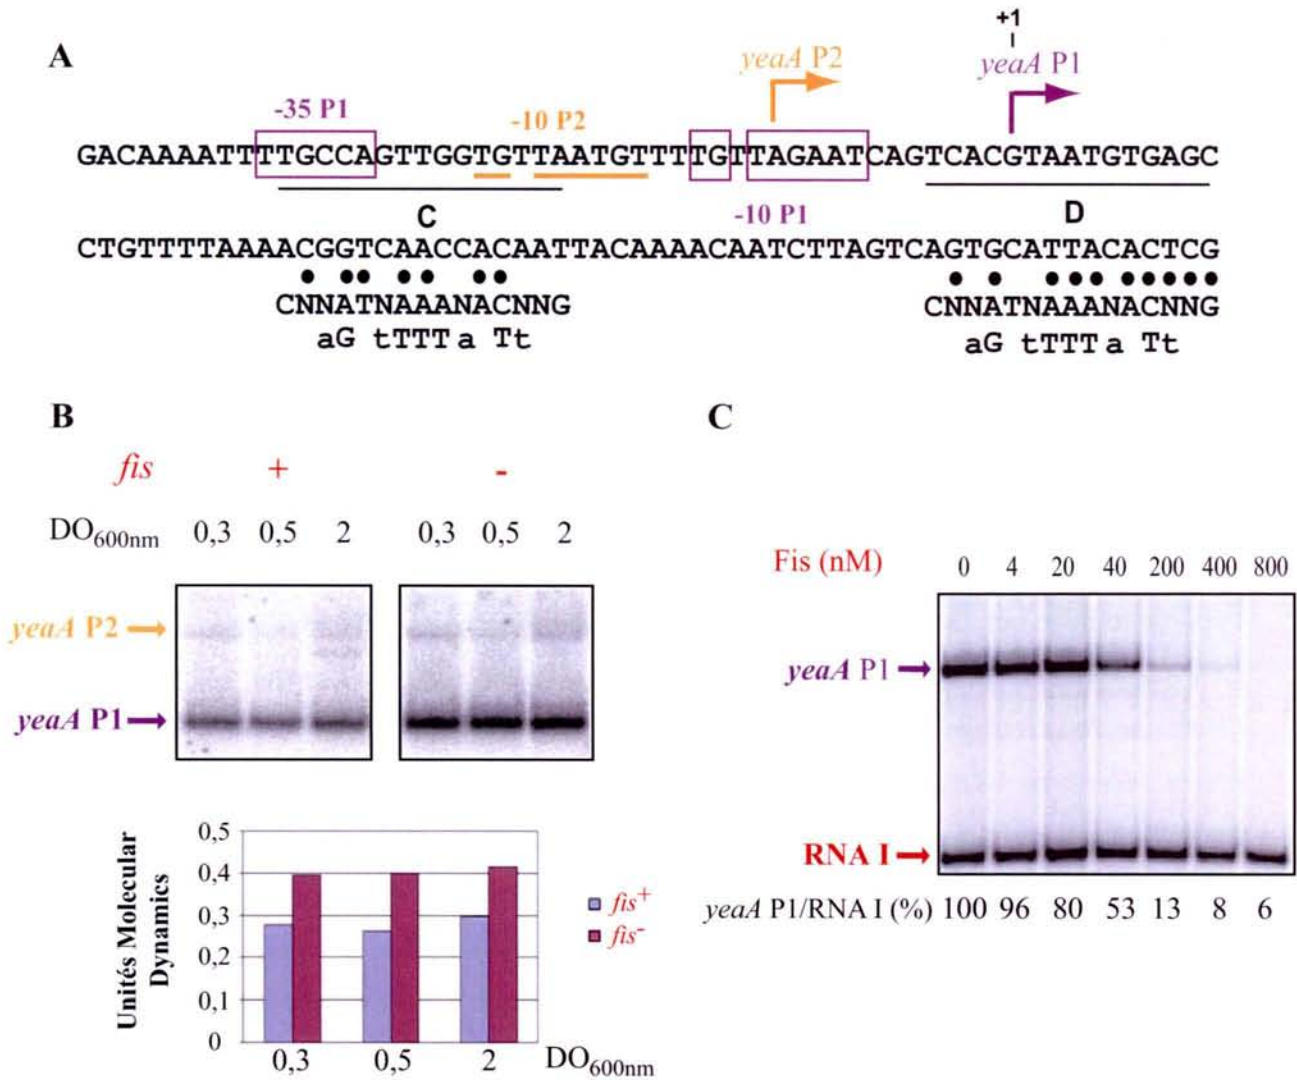 A
+1
yeaA P2
yeaA P1
-35 P1
-10 P2
GACAAAATTTTGCCAGTTGGTGTTAATGTTTTGTTAGAATCAGTCACGTAATGTGAGC
C
-10 P1
D
CTGTTTTAAAACGGTCAACCACAATTACAAAACAATCTTAGTCAGTGCATTACACTCG
CNNATNAAANACNNG CNNATNAAANACNNG
aG tTTT a Tt aG tTTT a Tt
B
fis + -
DO600nm 0,3 0,5 2 0,3 0,5 2
yeaA P2
yeaA P1
Unités Molecular Dynamics
0,5
0,4
0,3
0,2
0,1
0
0,3 0,5 2 DO600nm
fis+
fis-
C
Fis (nM) 0 4 20 40 200 400 800
yeaA P1
RNA I
yeaA P1/RNA I (%) 100 96 80 53 13 8 6